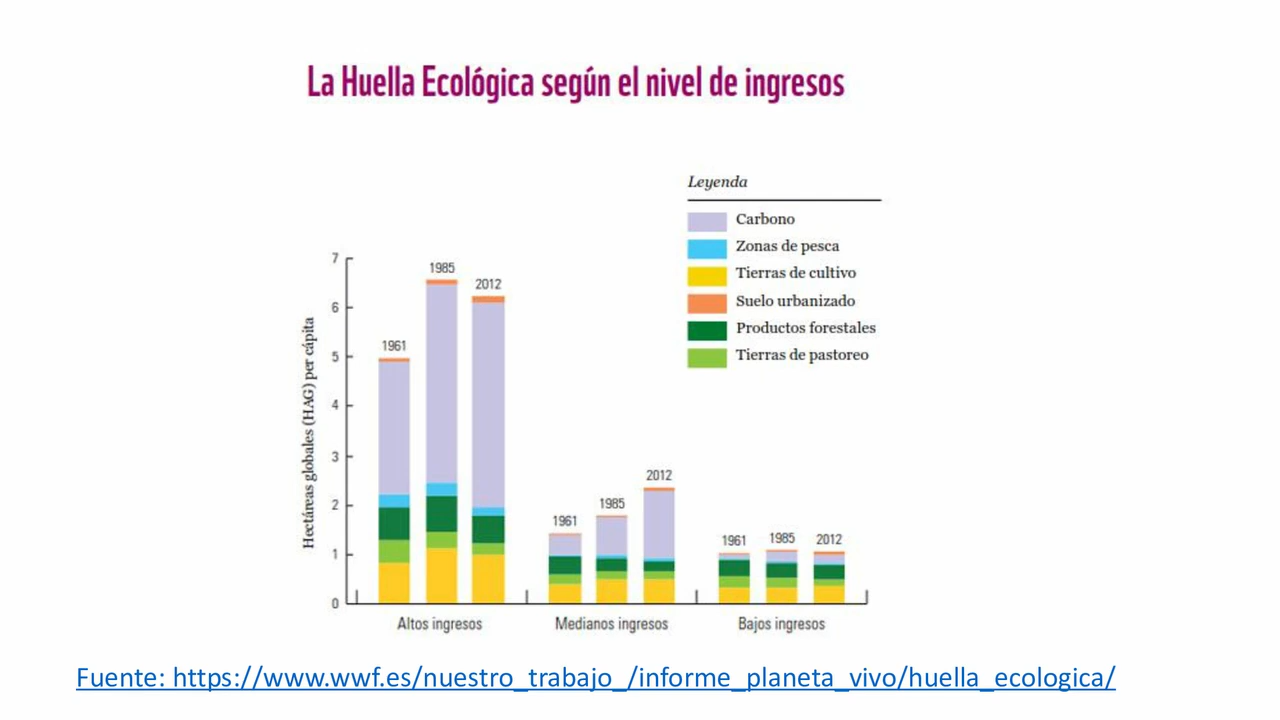 La Huella Ecológica según el nivel de ingresos
Leyenda
Carbono
Zonas de pesca
Tierras de cultivo
Suelo urbanizado
Productos forestales
Tierras de pastoreo
Hectáreas globales (HAG) per cápita
7
6
5
4
3
2
1
0
1961
1985
2012
1961
1985
2012
1961
1985
2012
Altos ingresos
Medianos ingresos
Bajos ingresos
Fuente: https://www.wwf.es/nuestro_trabajo_/informe_planeta_vivo/huella_ecologica/